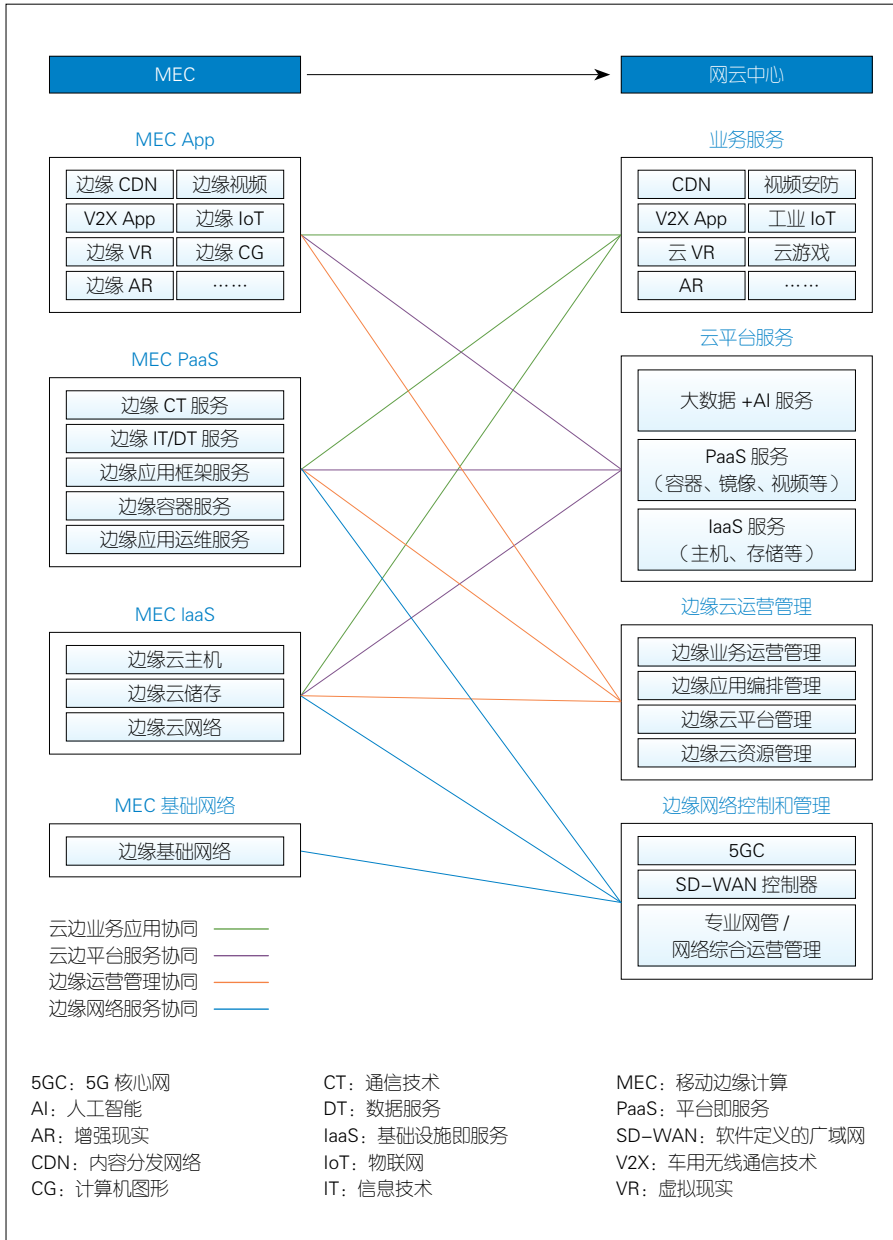 MEC
网云中心
MEC App
边缘 CDN
边缘视频
V2X App
边缘 IoT
边缘 VR
边缘 CG
边缘 AR
……
业务服务
CDN
视频安防
V2X App
工业 IoT
云 VR
云游戏
AR
……
MEC PaaS
边缘 CT 服务
边缘 IT/DT 服务
边缘应用框架服务
边缘容器服务
边缘应用运维服务
云平台服务
大数据 +AI 服务
PaaS 服务
（容器、镜像、视频等）
IaaS 服务
（主机、存储等）
MEC IaaS
边缘云主机
边缘云储存
边缘云网络
边缘云运营管理
边缘业务运营管理
边缘应用编排管理
边缘云平台管理
边缘云资源管理
MEC 基础网络
边缘基础网络
边缘网络控制和管理
5GC
SD-WAN 控制器
专业网管 /
网络综合运营管理
云边业务应用协同
云边平台服务协同
边缘运营管理协同
边缘网络服务协同
5GC：5G 核心网
AI：人工智能
AR：增强现实
CDN：内容分发网络
CG：计算机图形
CT：通信技术
DT：数据服务
IaaS：基础设施即服务
IoT：物联网
IT：信息技术
MEC：移动边缘计算
PaaS：平台即服务
SD-WAN：软件定义的广域网
V2X：车用无线通信技术
VR：虚拟现实